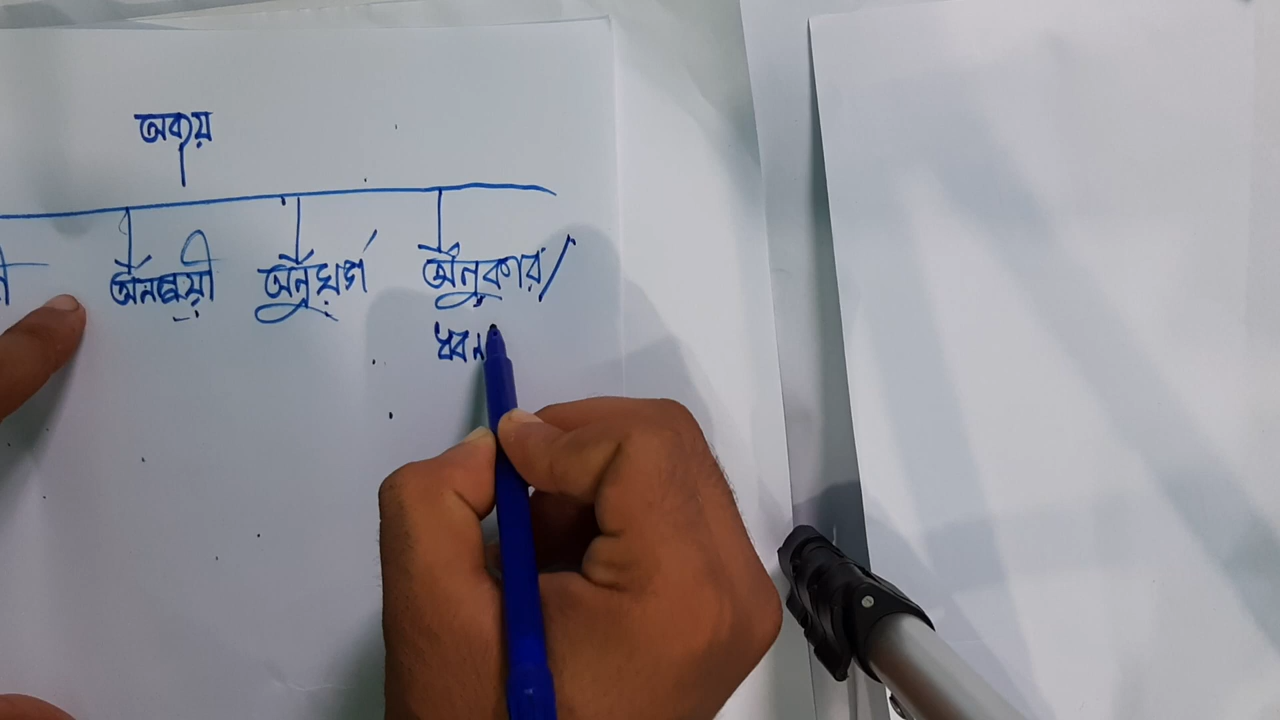 অব্যয়
অনন্বয়ী অনুসর্গ অনুকার/
ধ্বন